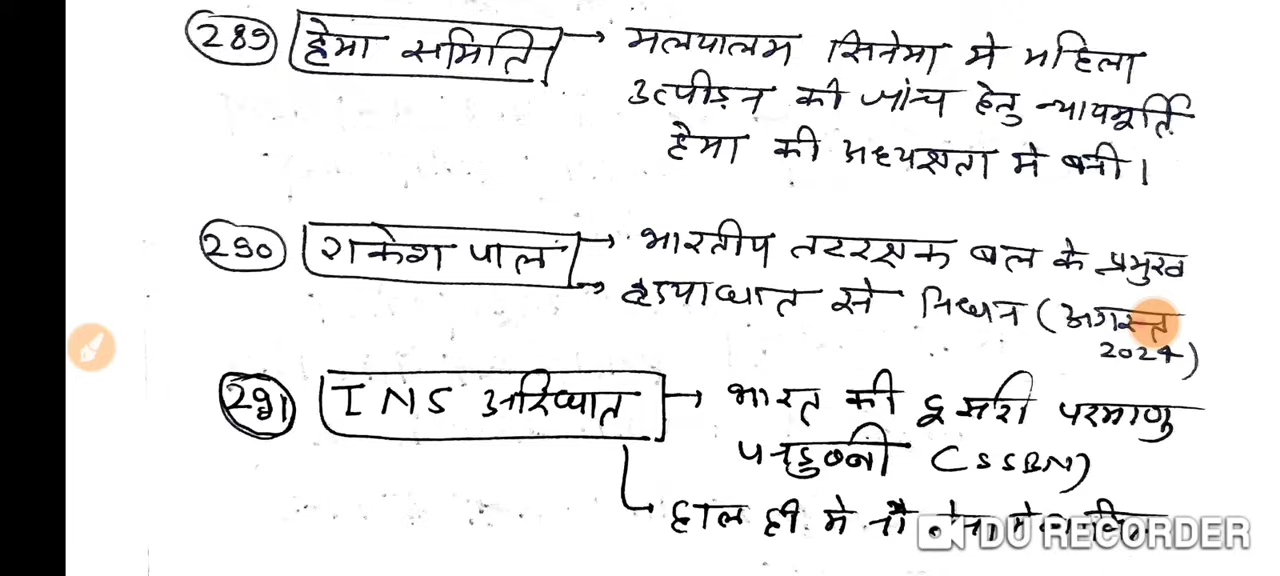 289 हेमा समिति → मलयालम सिनेमा मे महिला
उत्पीड़न की जांच हेतु न्यायमूर्ति
हेमा की अध्यक्षता मे बनी।
290 राकेश पाल → भारतीय तटरक्षक बल के प्रमुख
→ हृदयाघात से निधन (अगस्त
2024)
291 INS अरिघात → भारत की दूसरी परमाणु
पनडुब्बी (SSBN)
हाल ही मे नौ सेना मे
DU RECORDER